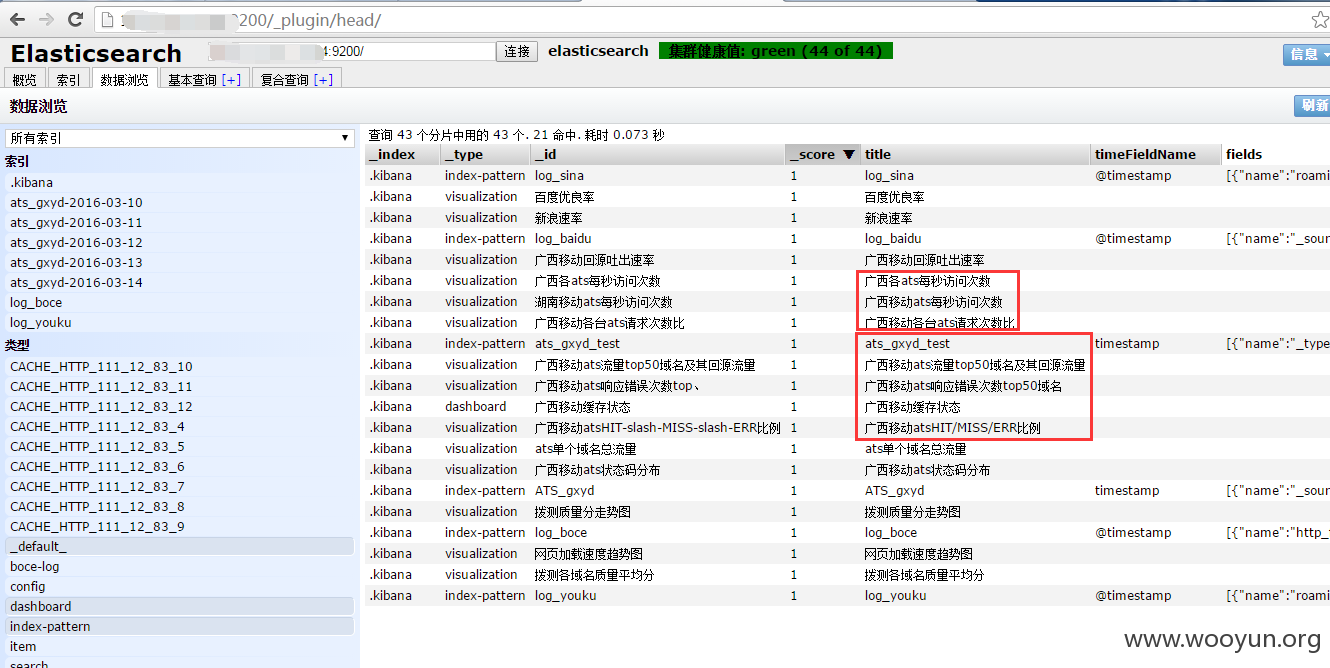 200/_plugin/head/
Elasticsearch 4:9200/ 连接 elasticsearch 集群健康值: green (44 of 44) 信息
概览 索引 数据浏览 基本查询 [+] 复合查询 [+]
数据浏览 刷新
所有索引
索引
.kibana
ats_gxyd-2016-03-10
ats_gxyd-2016-03-11
ats_gxyd-2016-03-12
ats_gxyd-2016-03-13
ats_gxyd-2016-03-14
log_boce
log_youku
类型
CACHE_HTTP_111_12_83_10
CACHE_HTTP_111_12_83_11
CACHE_HTTP_111_12_83_12
CACHE_HTTP_111_12_83_4
CACHE_HTTP_111_12_83_5
CACHE_HTTP_111_12_83_6
CACHE_HTTP_111_12_83_7
CACHE_HTTP_111_12_83_8
CACHE_HTTP_111_12_83_9
_default_
boce-log
config
dashboard
index-pattern
item
search
查询 43 个分片中用的 43 个. 21 命中. 耗时 0.073 秒
_index _type _id _score ▼ title timeFieldName fields
.kibana index-pattern log_sina 1 log_sina @timestamp [{"name":"roami
.kibana visualization 百度优良率 1 百度优良率
.kibana visualization 新浪速率 1 新浪速率
.kibana index-pattern log_baidu 1 log_baidu @timestamp [{"name":"_sour
.kibana visualization 广西移动回源吐出速率 1 广西移动回源吐出速率
.kibana visualization 广西各ats每秒访问次数 1 广西各ats每秒访问次数
.kibana visualization 湖南移动ats每秒访问次数 1 广西移动ats每秒访问次数
.kibana visualization 广西移动各台ats请求次数比 1 广西移动各台ats请求次数比
.kibana index-pattern ats_gxyd_test 1 ats_gxyd_test timestamp [{"name":"_type
.kibana visualization 广西移动ats流量top50域名及其回源流量 1 广西移动ats流量top50域名及其回源流量
.kibana visualization 广西移动ats响应错误次数top、 1 广西移动ats响应错误次数top50域名
.kibana dashboard 广西移动缓存状态 1 广西移动缓存状态
.kibana visualization 广西移动atsHIT-slash-MISS-slash-ERR比例 1 广西移动atsHIT/MISS/ERR比例
.kibana visualization ats单个域名总流量 1 ats单个域名总流量
.kibana visualization 广西移动ats状态码分布 1 广西移动ats状态码分布
.kibana index-pattern ATS_gxyd 1 ATS_gxyd timestamp [{"name":"_sour
.kibana visualization 拨测质量分走势图 1 拨测质量分走势图
.kibana index-pattern log_boce 1 log_boce @timestamp [{"name":"http_
.kibana visualization 网页加载速度趋势图 1 网页加载速度趋势图
.kibana visualization 拨测各域名质量平均分 1 拨测各域名质量平均分
.kibana index-pattern log_youku 1 log_youku @timestamp [{"name":"roami
www.wooyun.org